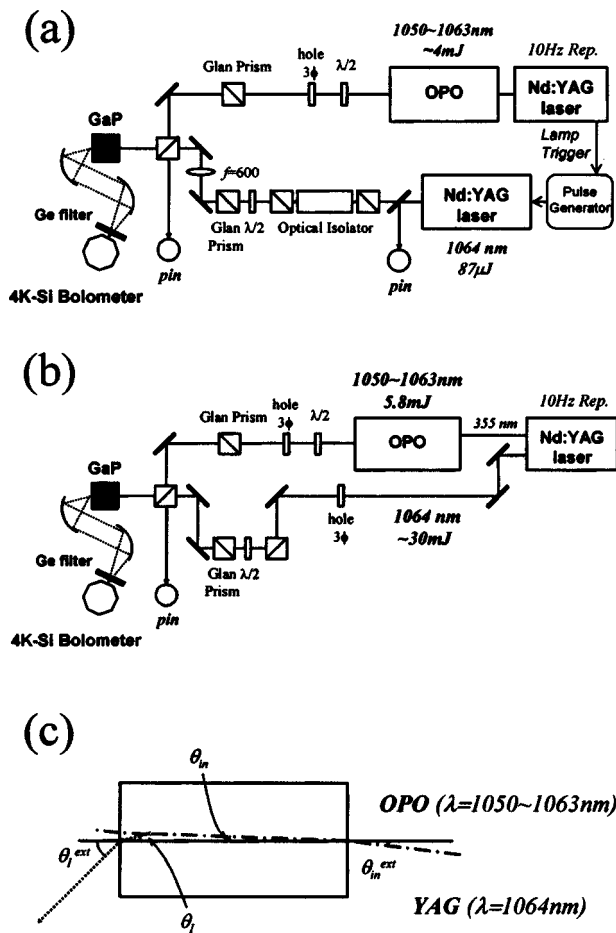 (a)
1050~1063nm
~4mJ
10Hz Rep.
Glan Prism
hole
3ϕ
λ/2
OPO
Nd:YAG
laser
GaP
Lamp
Trigger
f=600
Ge filter
Glan λ/2
Prism
Optical Isolator
Nd:YAG
laser
Pulse
Generator
pin
pin
1064 nm
87μJ
4K-Si Bolometer
(b)
1050~1063nm
5.8mJ
10Hz Rep.
Glan Prism
hole
3ϕ
λ/2
OPO
355 nm
Nd:YAG
laser
GaP
hole
3ϕ
1064 nm
~30mJ
Ge filter
Glan λ/2
Prism
pin
4K-Si Bolometer
(c)
θin
OPO (λ=1050~1063nm)
θI^ext
θin^ext
θI
YAG (λ=1064nm)